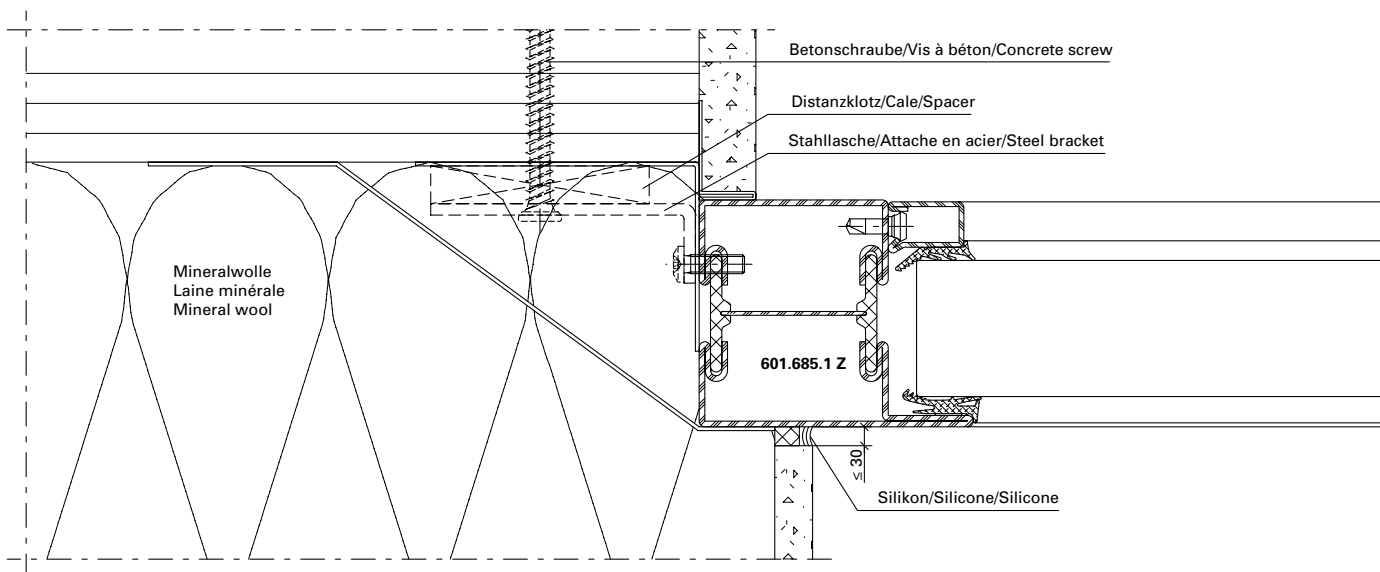 Betonschraube/Vis à béton/Concrete screw
Distanzklotz/Cale/Spacer
Stahllasche/Attache en acier/Steel bracket
Mineralwolle
Laine minérale
Mineral wool
601.685.1 Z
≤ 30
Silikon/Silicone/Silicone